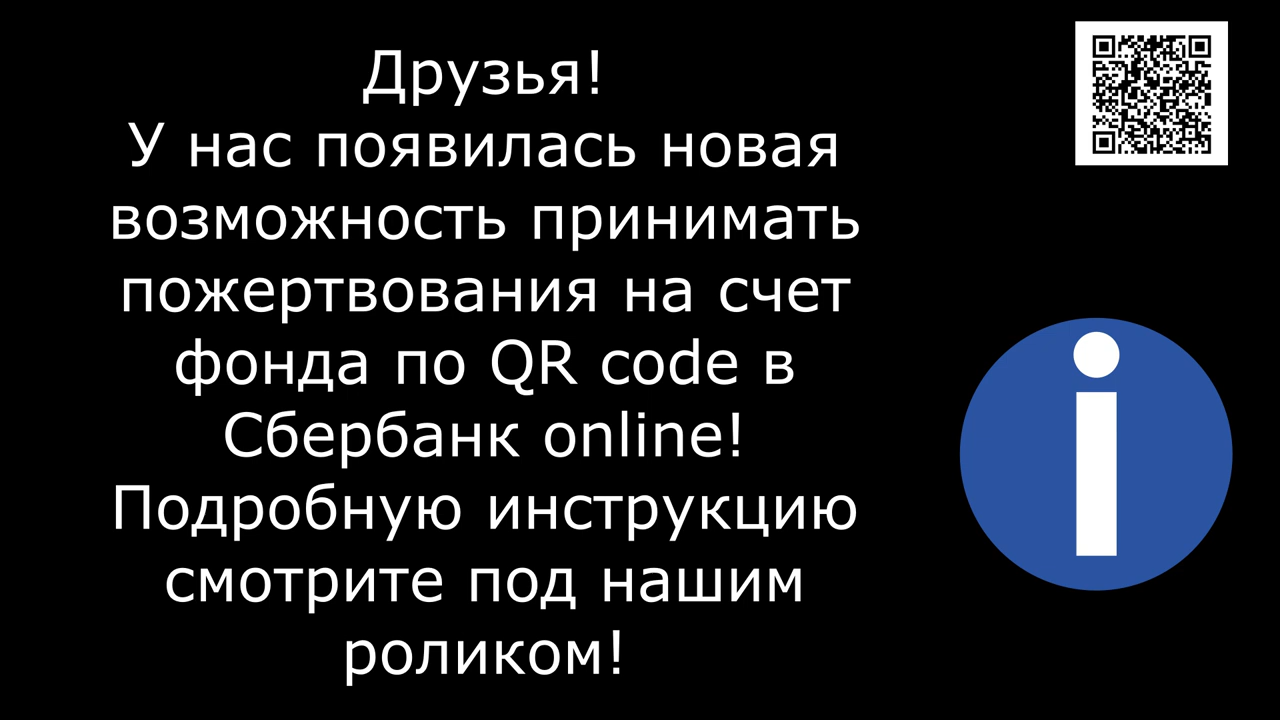 Друзья!
У нас появилась новая
возможность принимать
пожертвования на счет
фонда по QR code в
Сбербанк online!
Подробную инструкцию
смотрите под нашим
роликом!
i